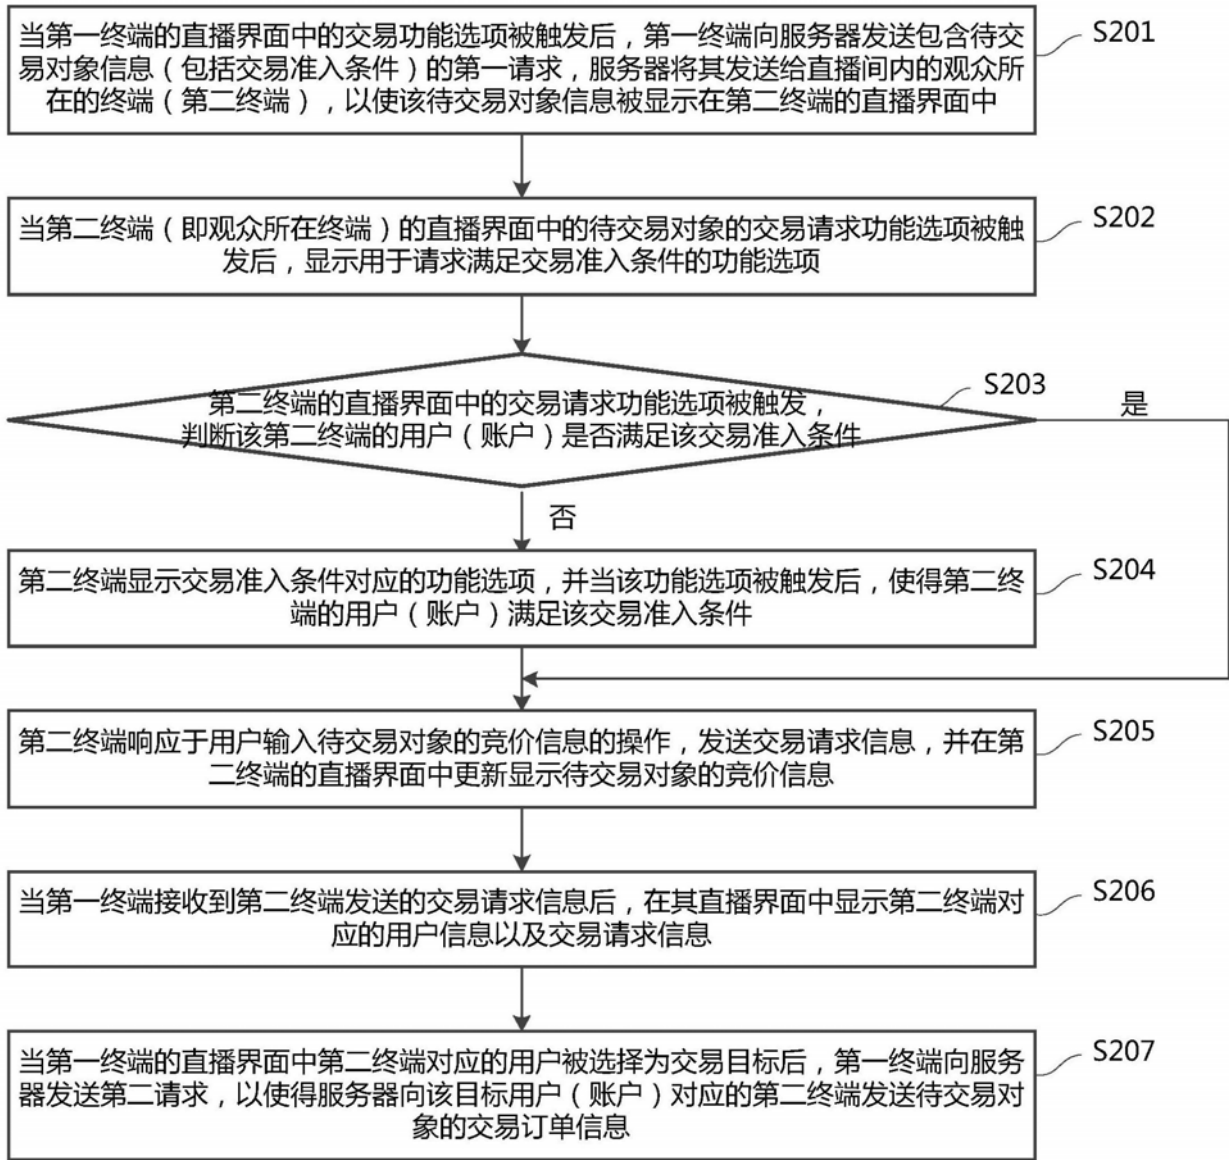 当第一终端的直播界面中的交易功能选项被触发后，第一终端向服务器发送包含待交
易对象信息（包括交易准入条件）的第一请求，服务器将其发送给直播间内的观众所
在的终端（第二终端），以使该待交易对象信息被显示在第二终端的直播界面中
S201
当第二终端（即观众所在终端）的直播界面中的待交易对象的交易请求功能选项被触
发后，显示用于请求满足交易准入条件的功能选项
S202
第二终端的直播界面中的交易请求功能选项被触发，
判断该第二终端的用户（账户）是否满足该交易准入条件
S203
是
否
第二终端显示交易准入条件对应的功能选项，并当该功能选项被触发后，使得第二终
端的用户（账户）满足该交易准入条件
S204
第二终端响应于用户输入待交易对象的竞价信息的操作，发送交易请求信息，并在第
二终端的直播界面中更新显示待交易对象的竞价信息
S205
当第一终端接收到第二终端发送的交易请求信息后，在其直播界面中显示第二终端对
应的用户信息以及交易请求信息
S206
当第一终端的直播界面中第二终端对应的用户被选择为交易目标后，第一终端向服务
器发送第二请求，以使得服务器向该目标用户（账户）对应的第二终端发送待交易对
象的交易订单信息
S207